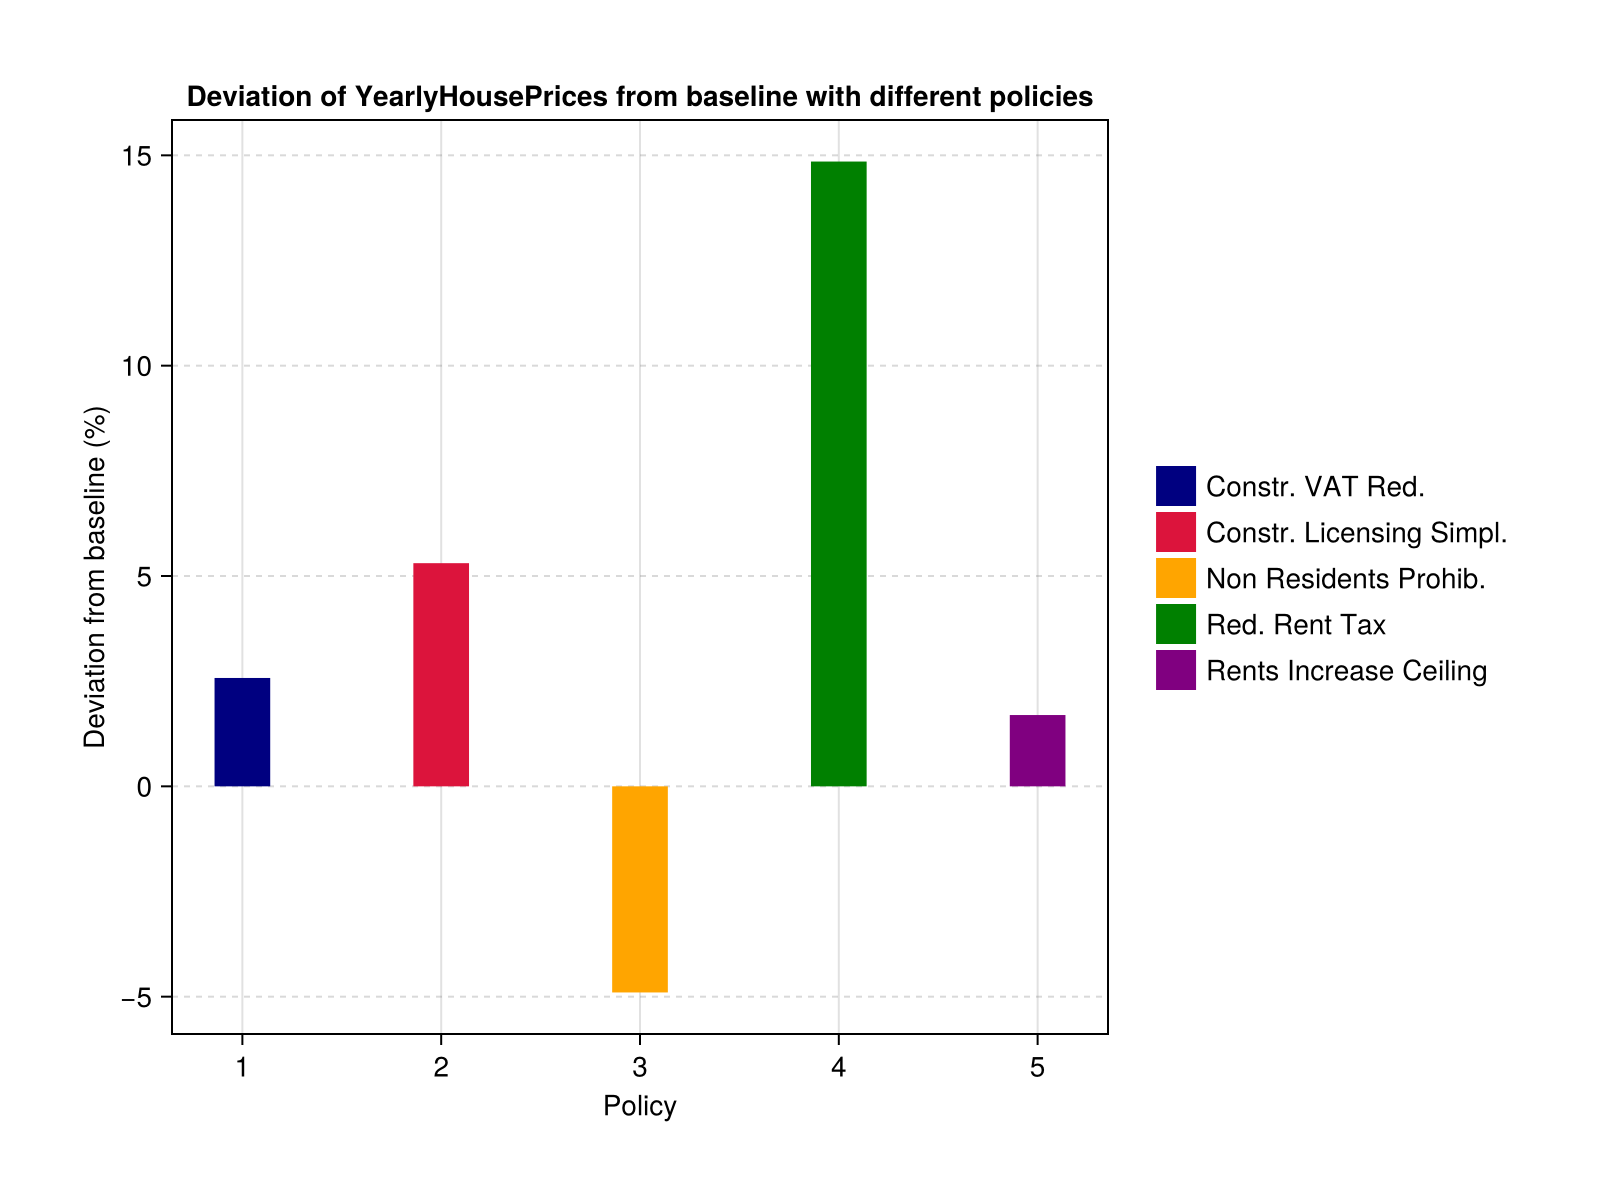 Deviation of YearlyHousePrices from baseline with different policies
15
10
5
0
−5
Deviation from baseline (%)
1 2 3 4 5
Policy
Constr. VAT Red.
Constr. Licensing Simpl.
Non Residents Prohib.
Red. Rent Tax
Rents Increase Ceiling